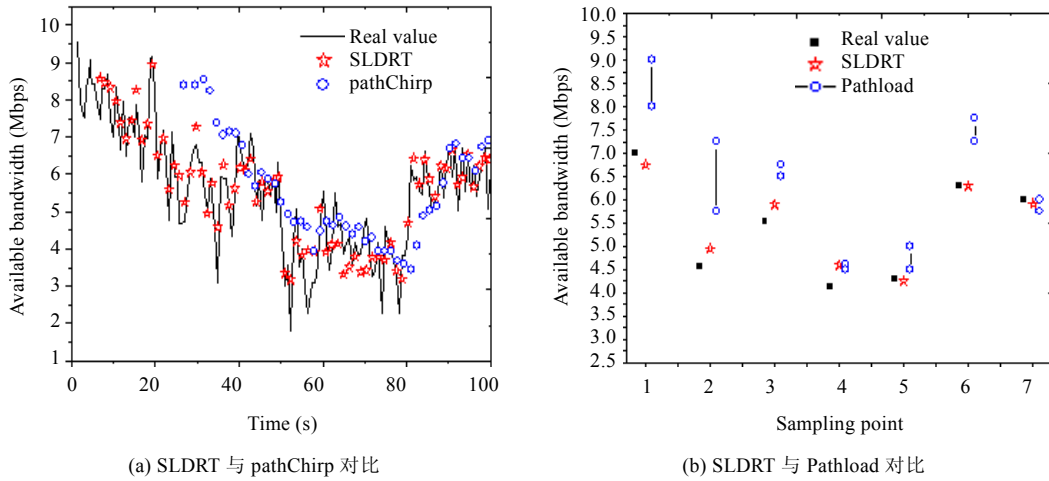 10
9
8
7
6
5
4
3
2
1
Available bandwidth (Mbps)
Real value
SLDRT
pathChirp
0 20 40 60 80 100
Time (s)
(a) SLDRT 与 pathChirp 对比
10.0
9.5
9.0
8.5
8.0
7.5
7.0
6.5
6.0
5.5
5.0
4.5
4.0
3.5
3.0
2.5
Available bandwidth (Mbps)
Real value
SLDRT
Pathload
1 2 3 4 5 6 7
Sampling point
(b) SLDRT 与 Pathload 对比